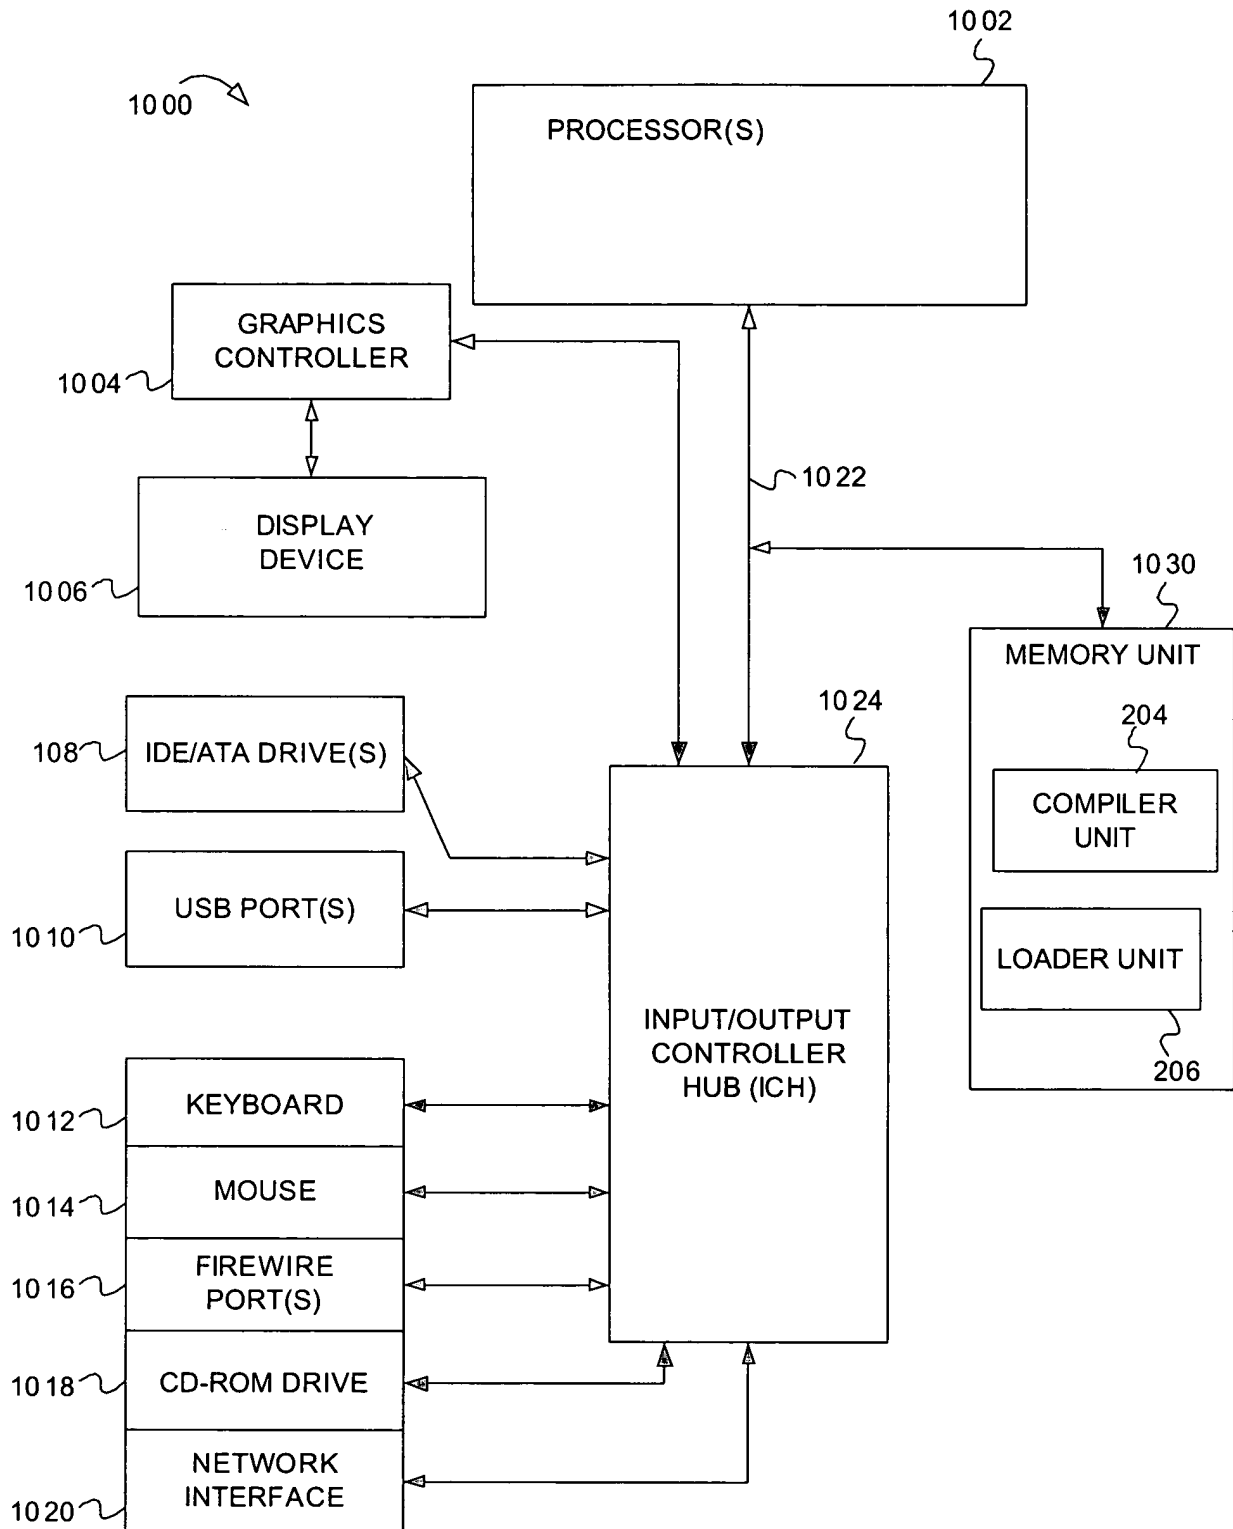 1002
1000
PROCESSOR(S)
GRAPHICS
CONTROLLER
1004
1022
DISPLAY
DEVICE
1006
1030
MEMORY UNIT
1024
204
108
IDE/ATA DRIVE(S)
COMPILER
UNIT
USB PORT(S)
1010
LOADER UNIT
INPUT/OUTPUT
CONTROLLER
HUB (ICH)
206
KEYBOARD
1012
MOUSE
1014
FIREWIRE
PORT(S)
1016
CD-ROM DRIVE
1018
NETWORK
INTERFACE
1020